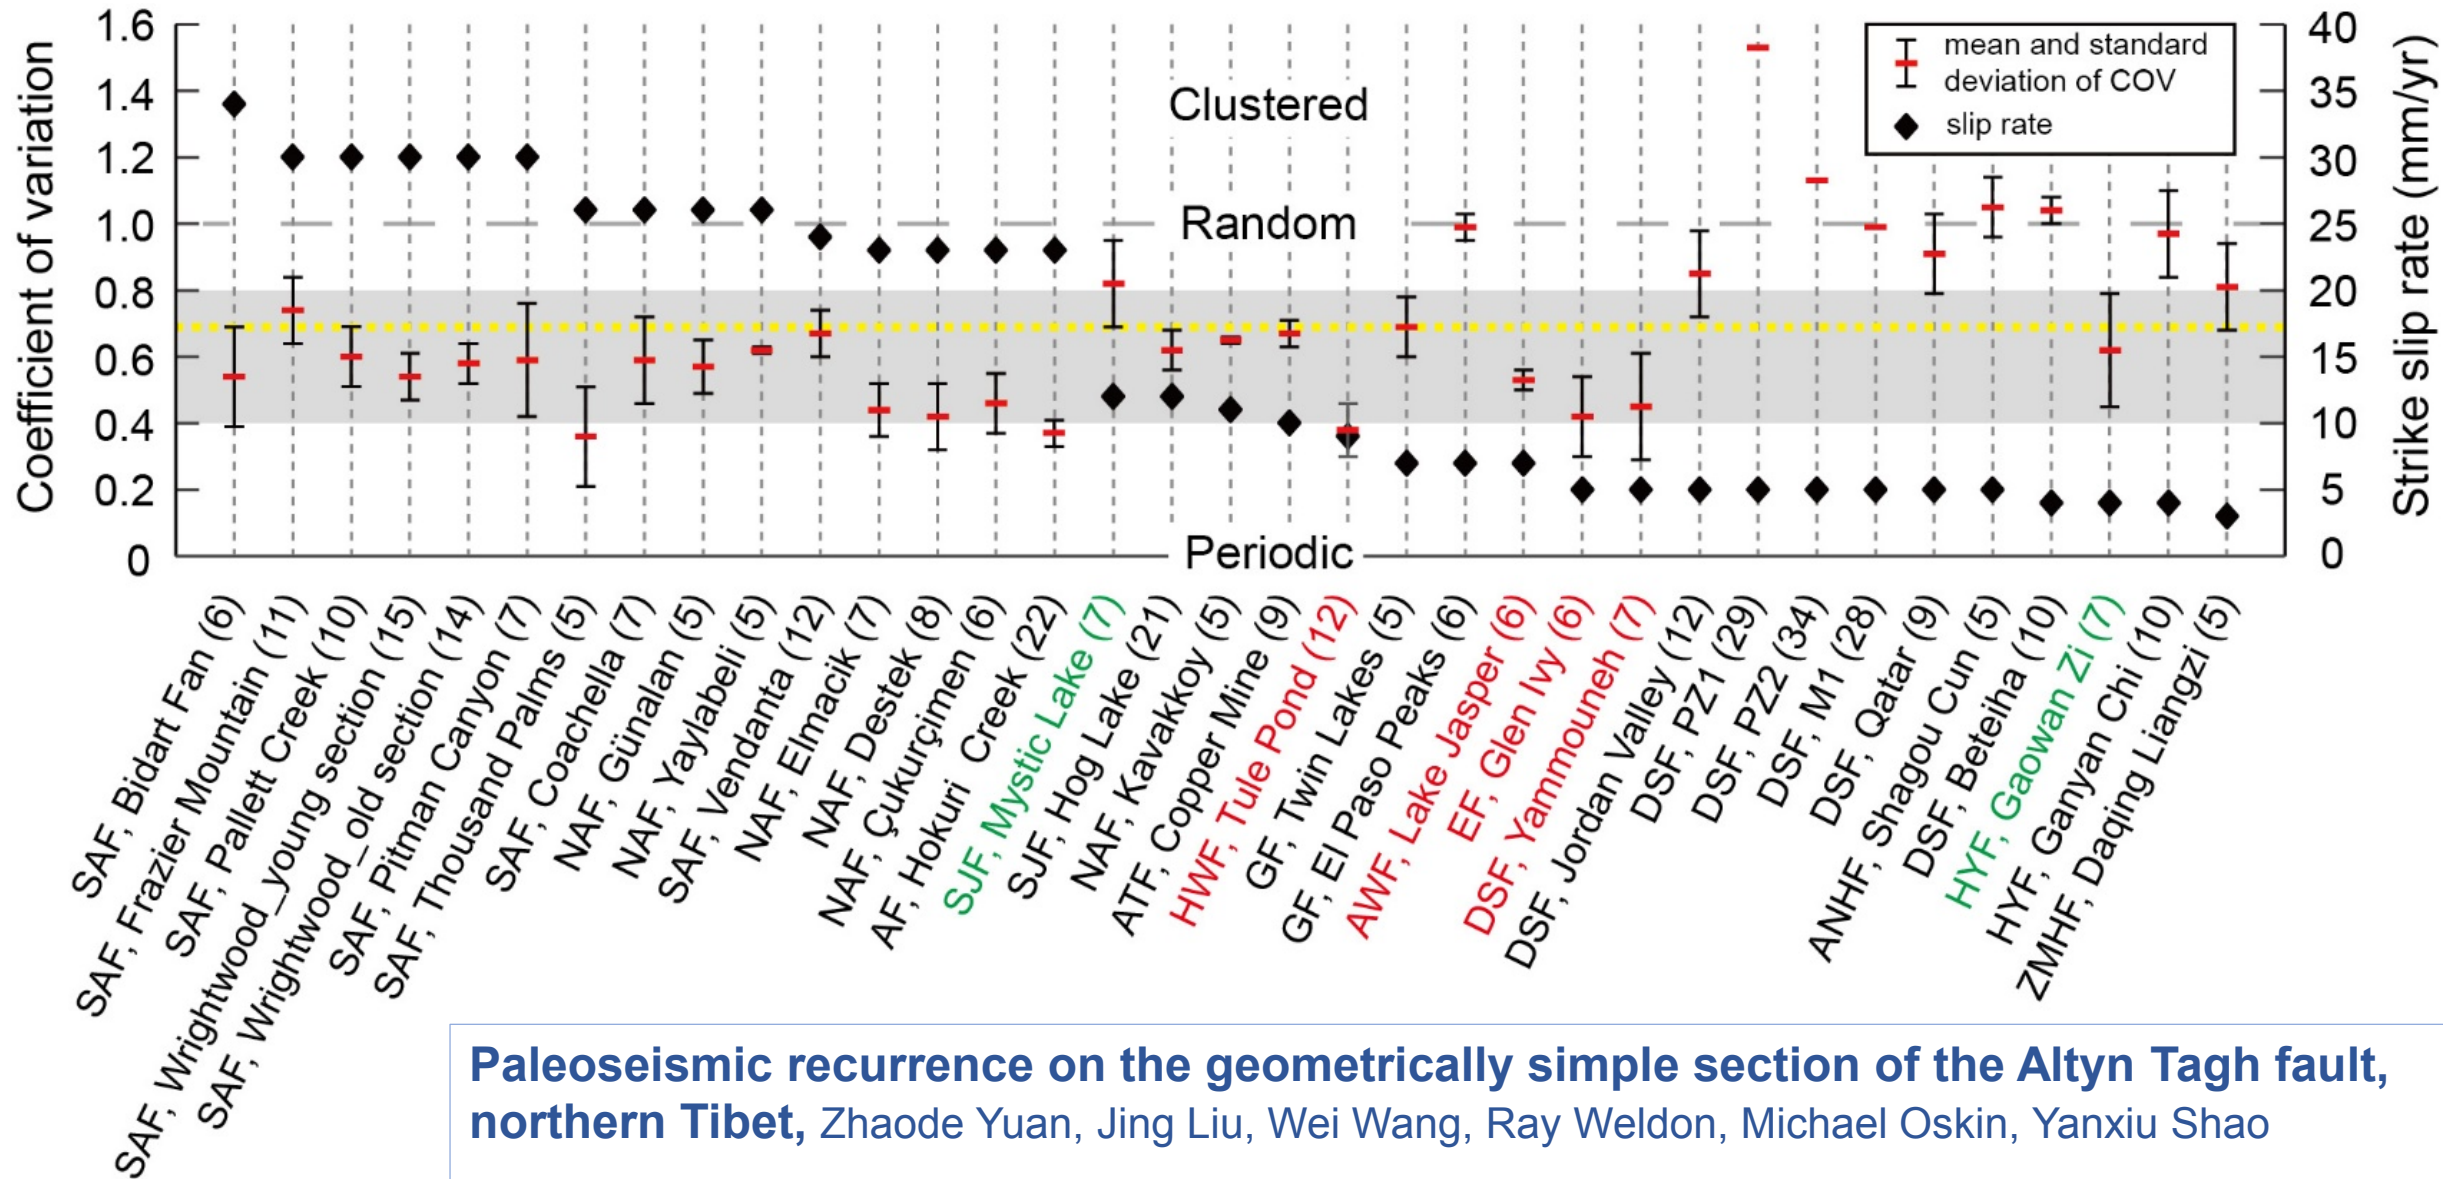 Coefficient of variation
1.6
1.4
1.2
1.0
0.8
0.6
0.4
0.2
0
Clustered
Random
Periodic
mean and standard
deviation of COV
slip rate
40
35
30
25
20
15
10
5
0
Strike slip rate (mm/yr)
SAF, Bidart Fan (6)
SAF, Frazier Mountain (11)
SAF, Pallett Creek (10)
SAF, Wrightwood_young section (15)
SAF, Wrightwood_old section (14)
SAF, Pitman Canyon (7)
SAF, Thousand Palms (5)
SAF, Coachella (7)
NAF, Günalan (5)
NAF, Yaylabeli (5)
SAF, Vendanta (12)
NAF, Elmacik (7)
NAF, Destek (8)
NAF, Çukurçimen (6)
AF, Hokuri Creek (22)
SJF, Mystic Lake (7)
SJF, Hog Lake (21)
NAF, Kavakkoy (5)
ATF, Copper Mine (9)
HWF, Tule Pond (12)
GF, Twin Lakes (5)
GF, El Paso Peaks (6)
AWF, Lake Jasper (6)
EF, Glen Ivy (6)
DSF, Yammouneh (7)
DSF, Jordan Valley (12)
DSF, PZ1 (29)
DSF, PZ2 (34)
DSF, M1 (28)
DSF, Qatar (9)
ANHF, Shagou Cun (5)
DSF, Beteiha (10)
HYF, Gaowan Zi (7)
HYF, Ganyan Chi (10)
ZMHF, Daqing Liangzi (5)
Paleoseismic recurrence on the geometrically simple section of the Altyn Tagh fault,
northern Tibet, Zhaode Yuan, Jing Liu, Wei Wang, Ray Weldon, Michael Oskin, Yanxiu Shao